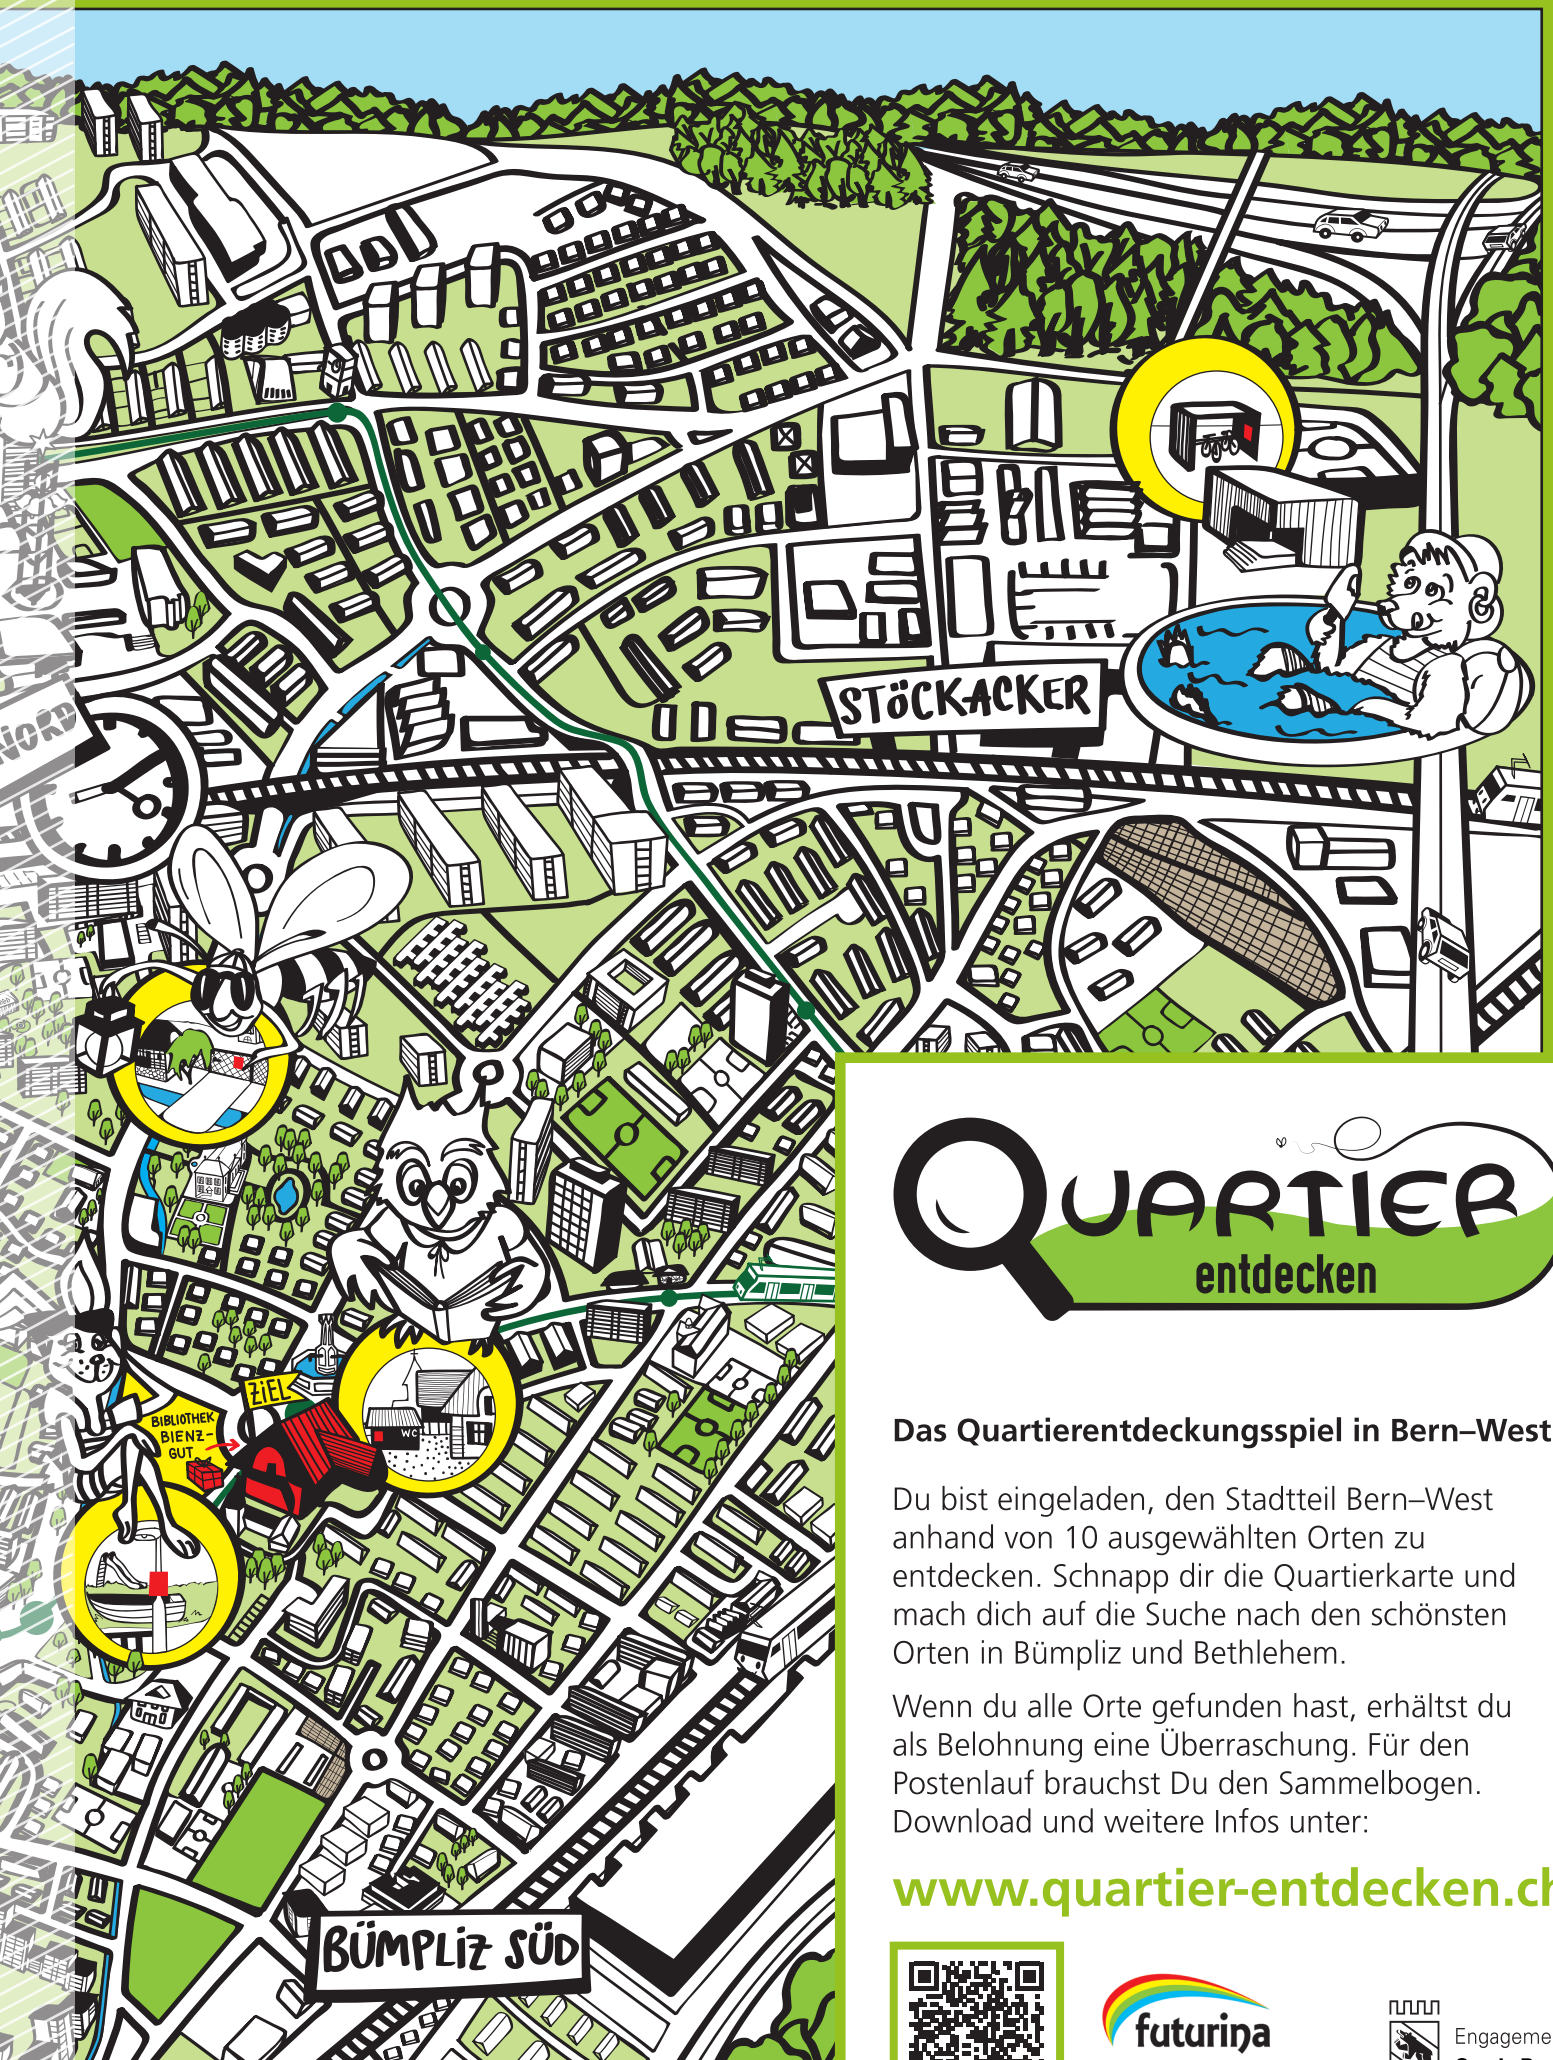 NORD
STÖCKACKER
ZIEL
BIBLIOTHEK
BIENZ-
GUT
WC
BÜMPLIZ SÜD
QUARTIER
entdecken
Das Quartierentdeckungsspiel in Bern–West
Du bist eingeladen, den Stadtteil Bern–West
anhand von 10 ausgewählten Orten zu
entdecken. Schnapp dir die Quartierkarte und
mach dich auf die Suche nach den schönsten
Orten in Bümpliz und Bethlehem.
Wenn du alle Orte gefunden hast, erhältst du
als Belohnung eine Überraschung. Für den
Postenlauf brauchst Du den Sammelbogen.
Download und weitere Infos unter:
www.quartier-entdecken.ch
futurina
Engageme